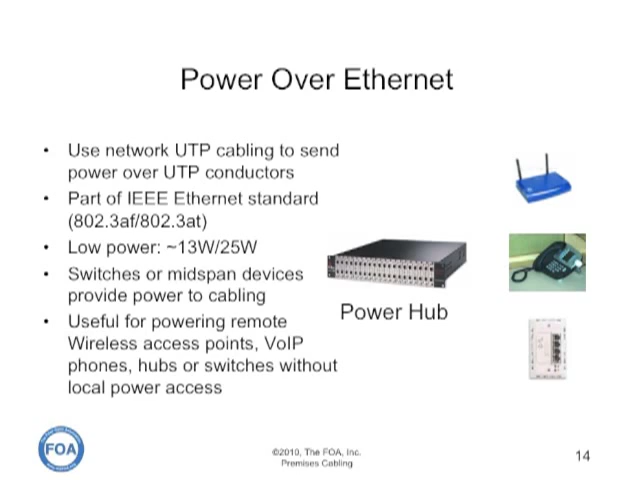 Power Over Ethernet
• Use network UTP cabling to send
power over UTP conductors
• Part of IEEE Ethernet standard
(802.3af/802.3at)
• Low power: ~13W/25W
• Switches or midspan devices
provide power to cabling
• Useful for powering remote
Wireless access points, VoIP
phones, hubs or switches without
local power access
Power Hub
FOA
©2010, The FOA, Inc.
Premises Cabling
14